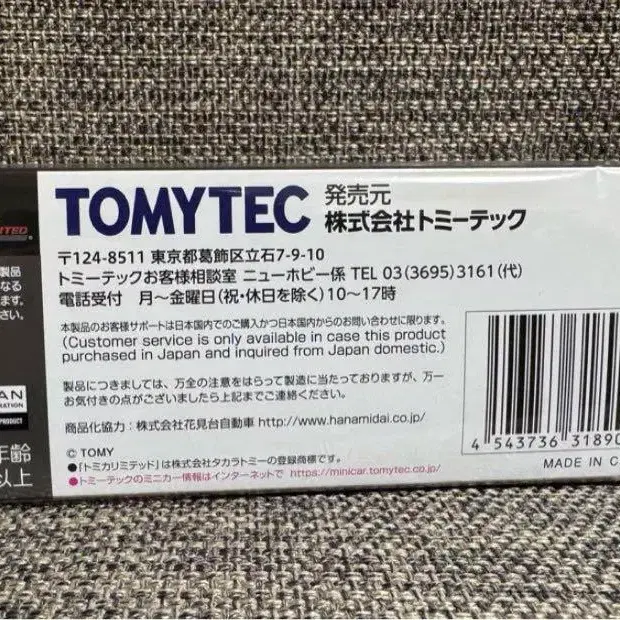 TOMYTEC 発売元
株式会社トミーテック
〒124-8511 東京都葛飾区立石7-9-10
トミーテックお客様相談室 ニューホビー係 TEL 03(3695)3161(代)
電話受付 月〜金曜日(祝・休日を除く)10〜17時
本製品のお客様サポートは日本国内でのご購入かつ日本国内からのお問い合わせに限ります。
(Customer service is only available in case this product
purchased in Japan and inquired from Japan domestic.)
製品につきましては、万全の注意をはらって製造に当たっておりますが、万一
お気付きの点がございましたら上記までご連絡ください。
商品化協力:株式会社花見台自動車 http://www.hanamidai.co.jp/
© TOMY
●「トミカリミテッド」は株式会社タカラトミーの登録商標です。
●トミーテックのミニカー情報はインターネットで https://minicar.tomytec.co.jp/
4 543736 31890
MADE IN C
ITED
製品
なる
ます。
さい。
AN
RATION
PRODUCT
年齢
以上